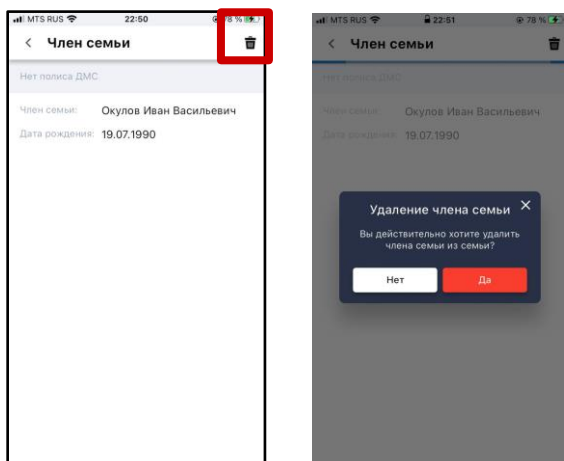 MTS RUS 22:50 78 %
Член семьи
Нет полиса ДМС
Член семьи: Окулов Иван Васильевич
Дата рождения: 19.07.1990
MTS RUS 22:51 78 %
Член семьи
Нет полиса ДМС
Член семьи: Окулов Иван Васильевич
Дата рождения: 19.07.1990
Удаление члена семьи
Вы действительно хотите удалить
члена семьи из семьи?
Нет Да